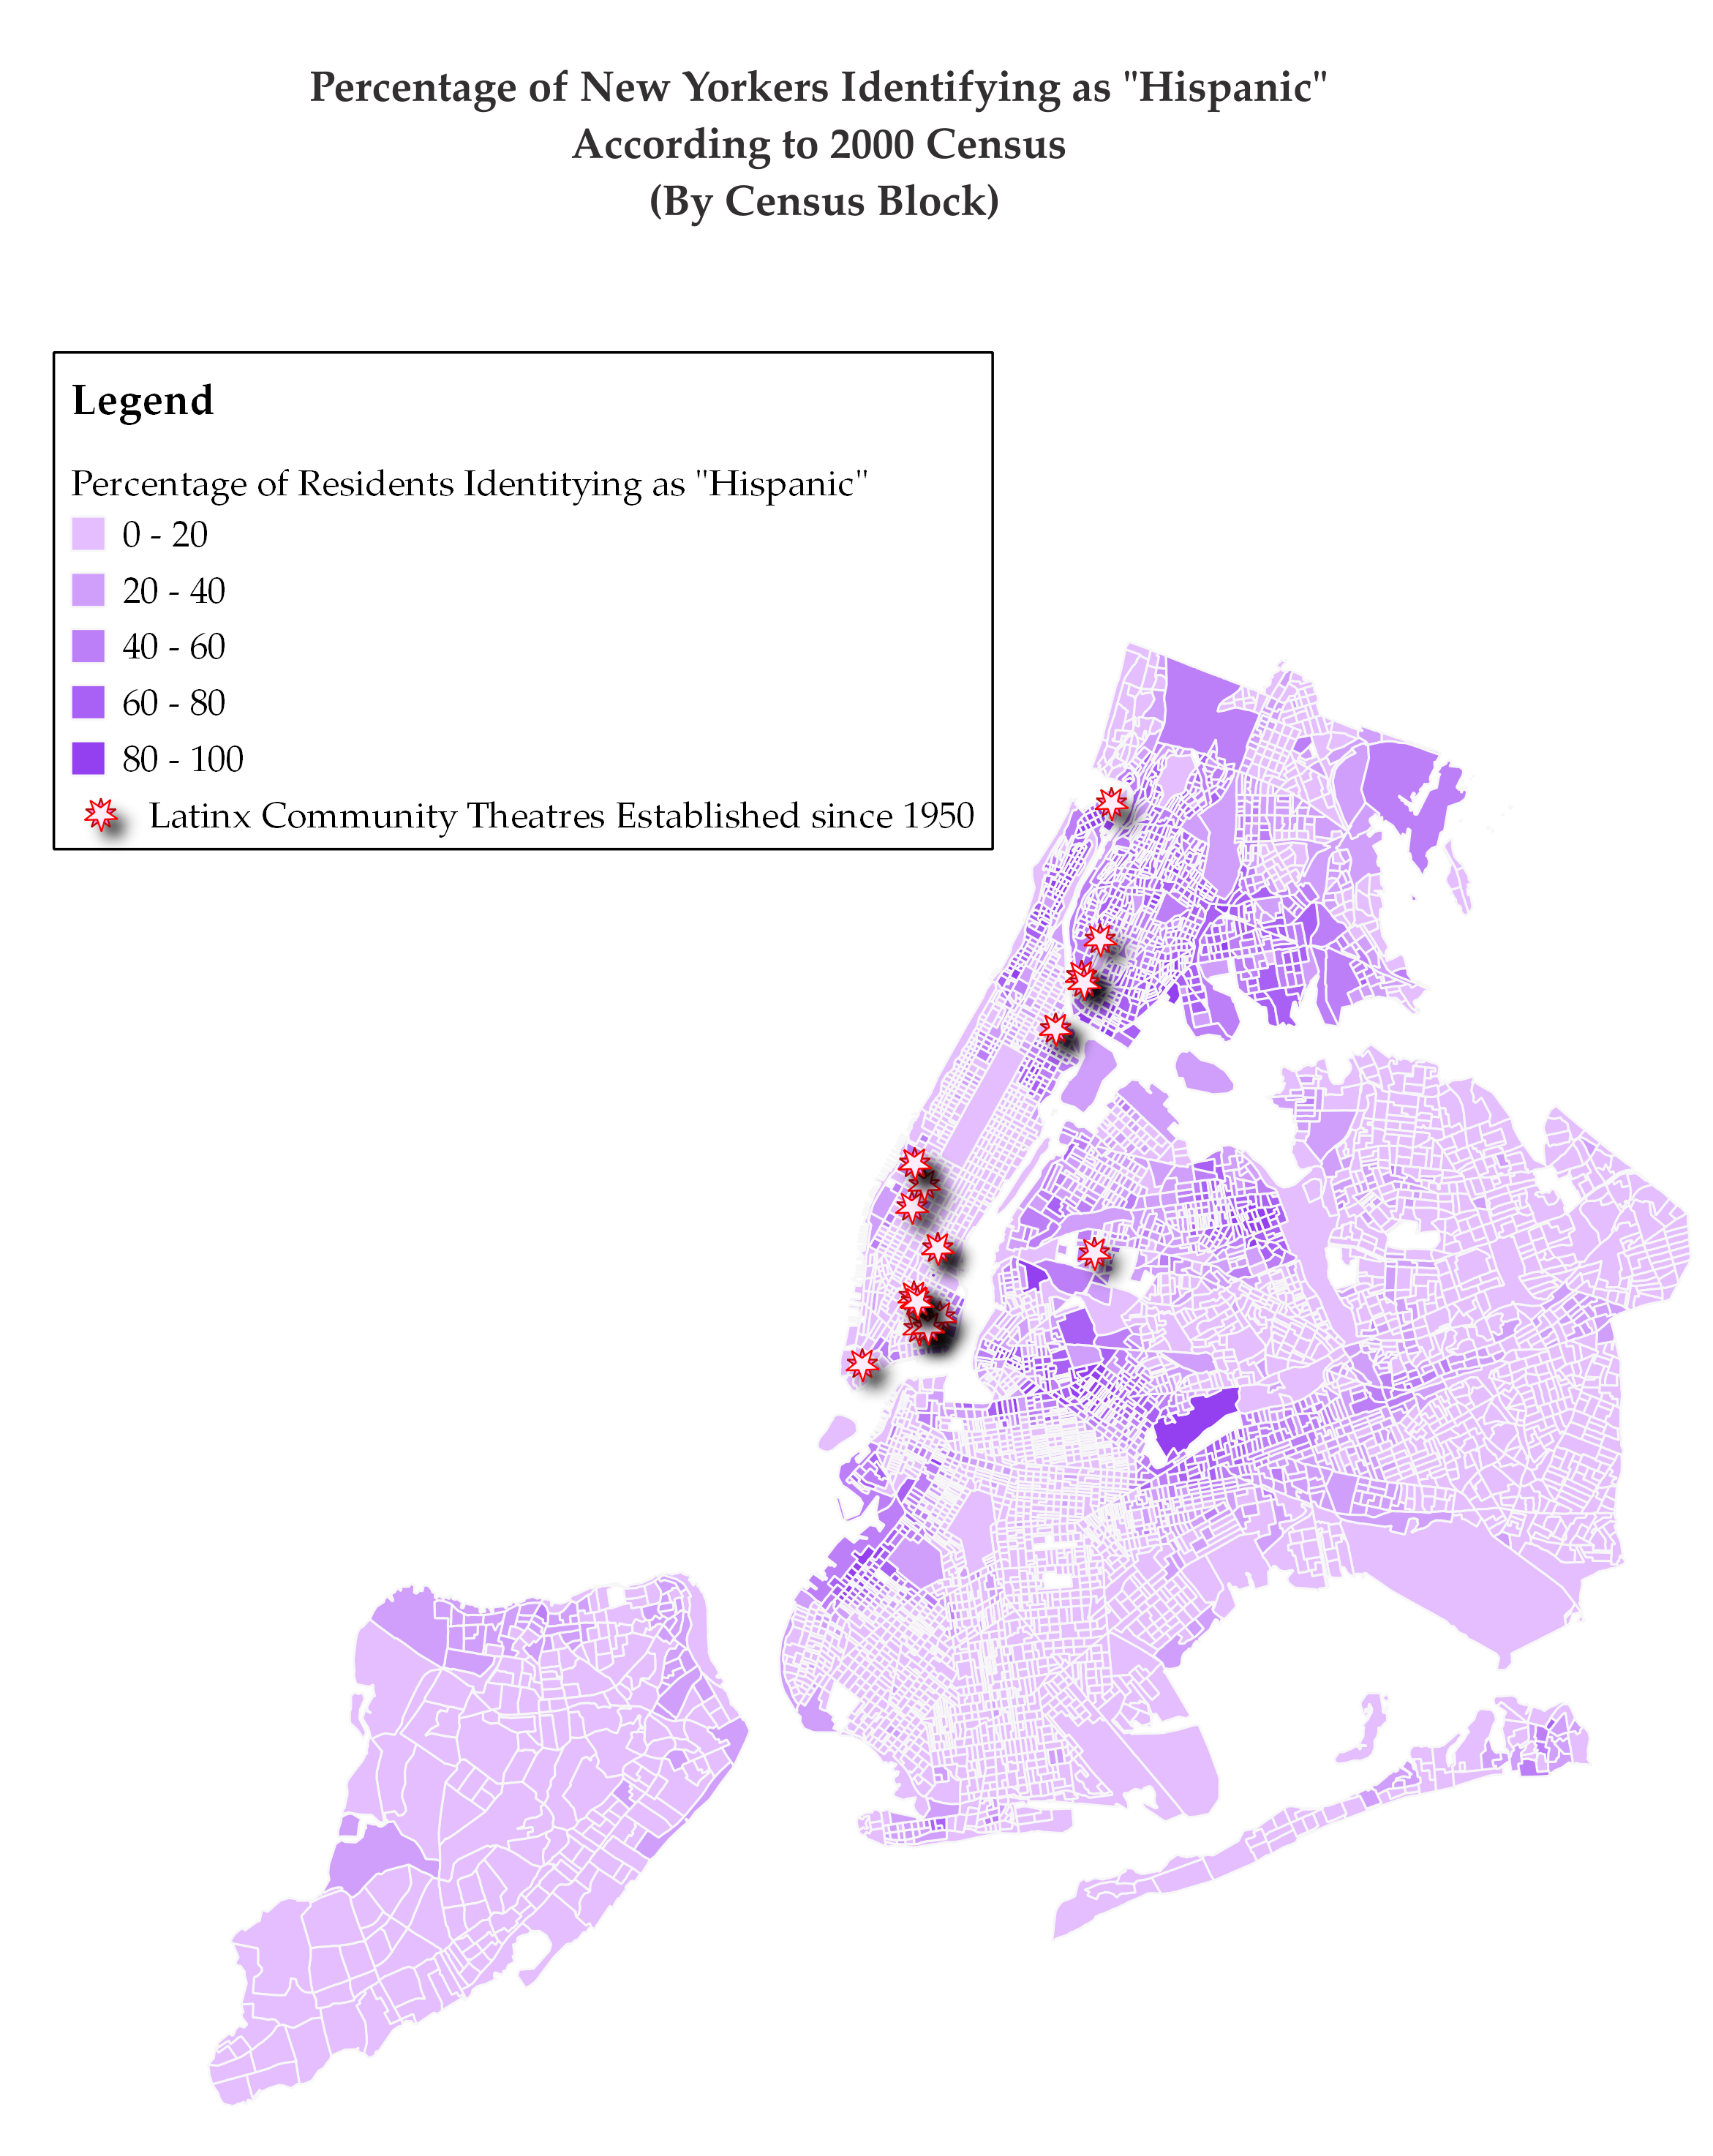 Percentage of New Yorkers Identifying as "Hispanic"
According to 2000 Census
(By Census Block)
Legend
Percentage of Residents Identitying as "Hispanic"
0 - 20
20 - 40
40 - 60
60 - 80
80 - 100
Latinx Community Theatres Established since 1950